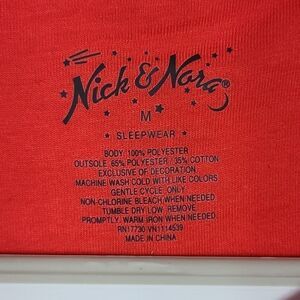 Nick & Nora®
M
SLEEPWEAR
BODY: 100% POLYESTER
OUTSOLE: 65% POLYESTER / 35% COTTON
EXCLUSIVE OF DECORATION
MACHINE WASH COLD WITH LIKE COLORS
GENTLE CYCLE. ONLY
NON-CHLORINE BLEACH WHEN NEEDED
TUMBLE DRY LOW. REMOVE
PROMPTLY. WARM IRON WHEN NEEDED.
RN17730 VN1114539
MADE IN CHINA